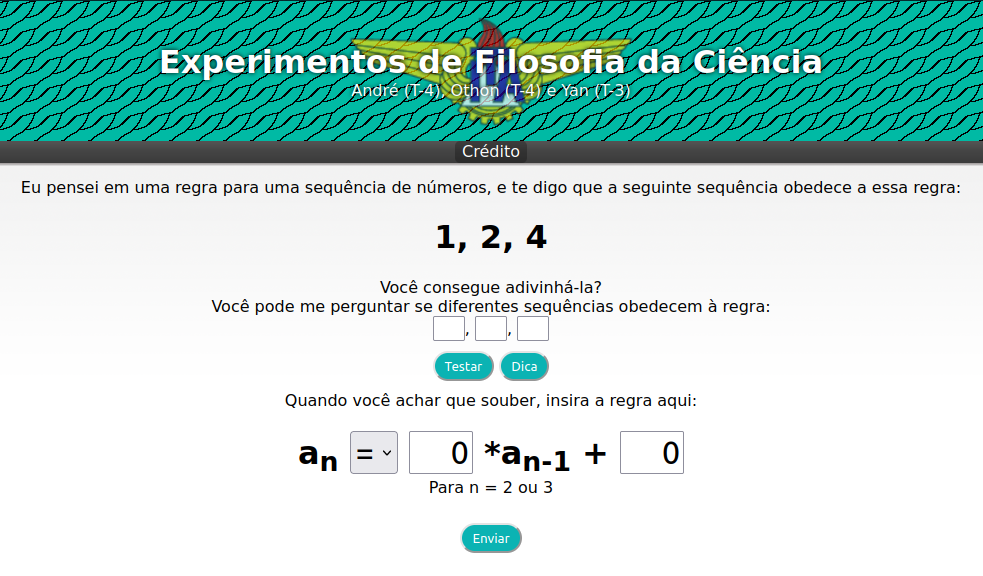 Experimentos de Filosofia da Ciência
André (T-4), Othon (T-4) e Yan (T-3)
Crédito
Eu pensei em uma regra para uma sequência de números, e te digo que a seguinte sequência obedece a essa regra:
1, 2, 4
Você consegue adivinhá-la?
Você pode me perguntar se diferentes sequências obedecem à regra:
, ,
Testar Dica
Quando você achar que souber, insira a regra aqui:
an = 0 *an-1 + 0
Para n = 2 ou 3
Enviar